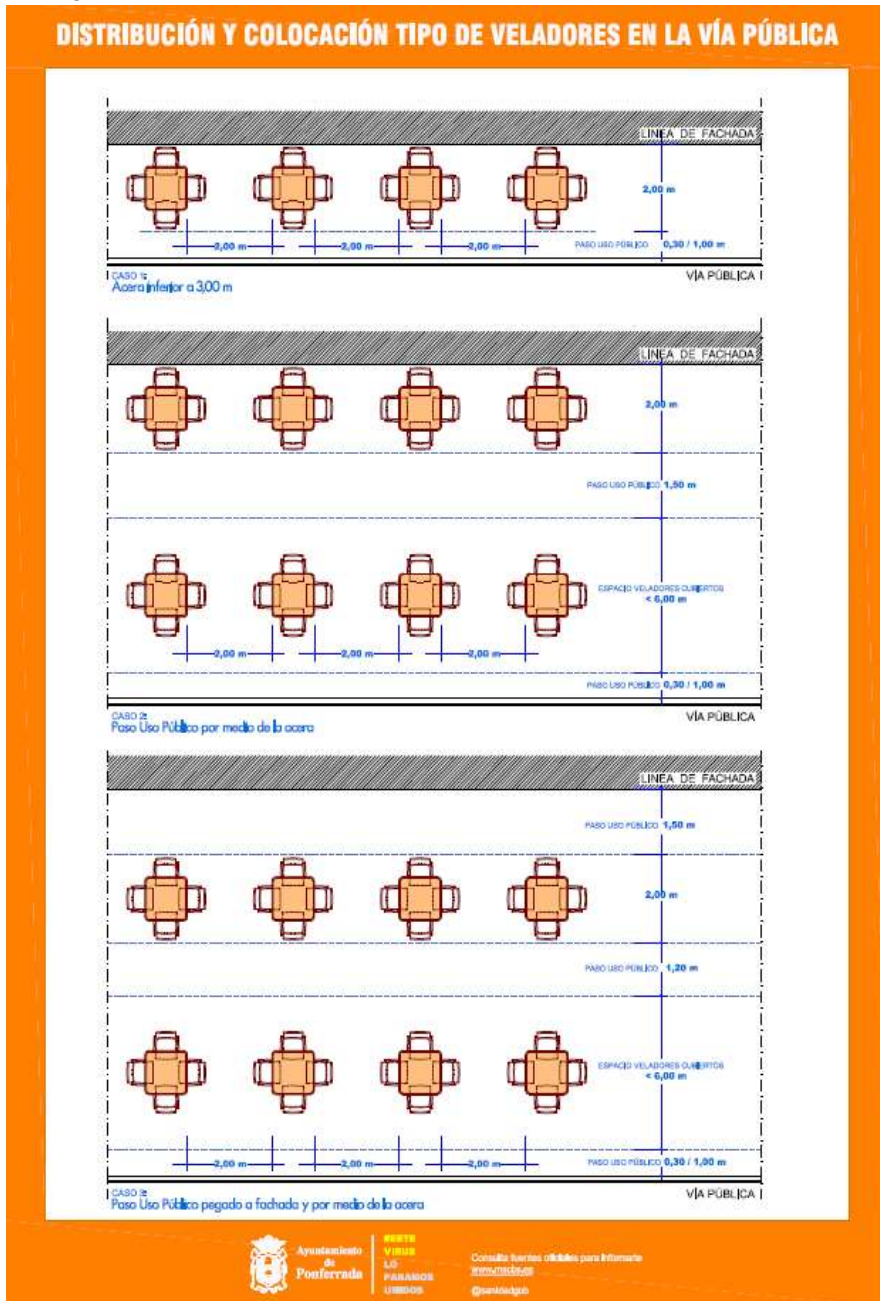 DISTRIBUCIÓN Y COLOCACIÓN TIPO DE VELADORES EN LA VÍA PÚBLICA
LINEA DE FACHADA
2,00 m
2,00 m 2,00 m 2,00 m PASO USO PÚBLICO 0,30 / 1,00 m
VÍA PÚBLICA
CASO 1:
Acera inferior a 3,00 m
LINEA DE FACHADA
2,00 m
PASO USO PÚBLICO 1,50 m
ESPACIO VELADORES CUBIERTOS
< 6,00 m
2,00 m 2,00 m 2,00 m
PASO USO PÚBLICO 0,30 / 1,00 m
VÍA PÚBLICA
CASO 2:
Paso Uso Público por medio de la acera
LINEA DE FACHADA
PASO USO PÚBLICO 1,50 m
2,00 m
PASO USO PÚBLICO 1,20 m
ESPACIO VELADORES CUBIERTOS
< 6,00 m
2,00 m 2,00 m 2,00 m PASO USO PÚBLICO 0,30 / 1,00 m
VÍA PÚBLICA
CASO 3:
Paso Uso Público pegado a fachada y por medio de la acera
Ayuntamiento
de
Ponferrada
#ESTE
VIRUS
LO
PARAMOS
UNIDOS
Consulta fuentes oficiales para informarte
www.mscbs.es
@sanidadgob